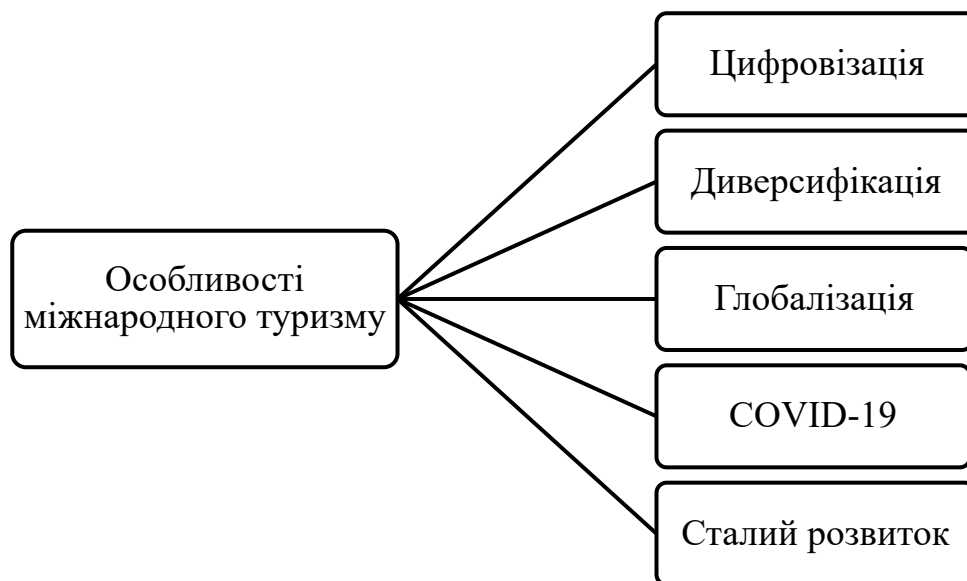 Цифровізація
Диверсифікація
Особливості
міжнародного туризму
Глобалізація
COVID-19
Сталий розвиток